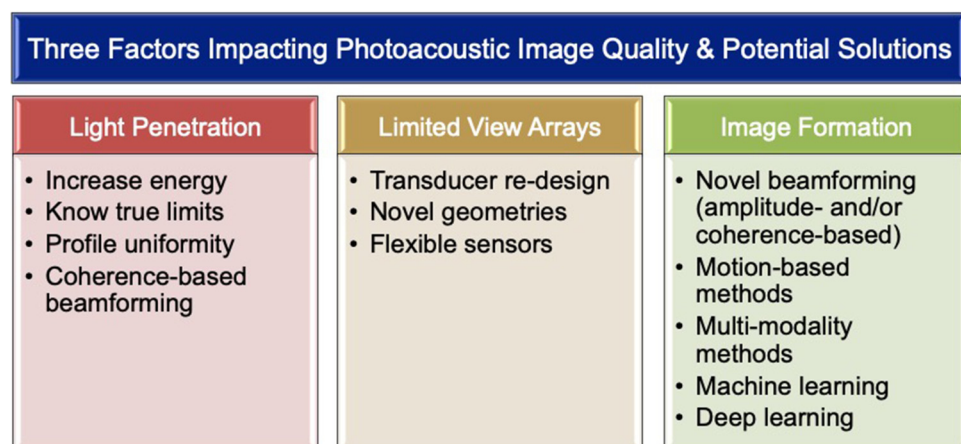 Three Factors Impacting Photoacoustic Image Quality & Potential Solutions
Light Penetration
• Increase energy
• Know true limits
• Profile uniformity
• Coherence-based
beamforming
Limited View Arrays
• Transducer re-design
• Novel geometries
• Flexible sensors
Image Formation
• Novel beamforming
(amplitude- and/or
coherence-based)
• Motion-based
methods
• Multi-modality
methods
• Machine learning
• Deep learning